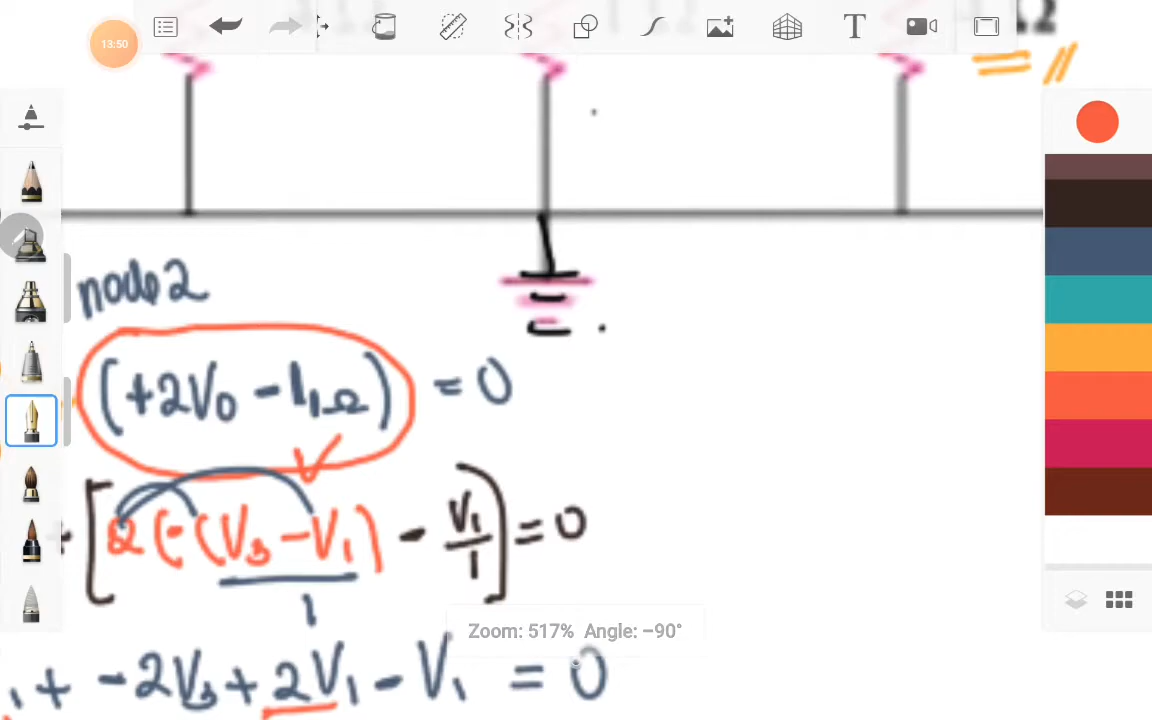 13:50
T
Ω
node 2
(+2V0 - I1Ω) = 0
+ [2(-(V3 - V1) - V1/1] = 0
1
Zoom: 517% Angle: −90°
1 + -2V3 + 2V1 - V1 = 0